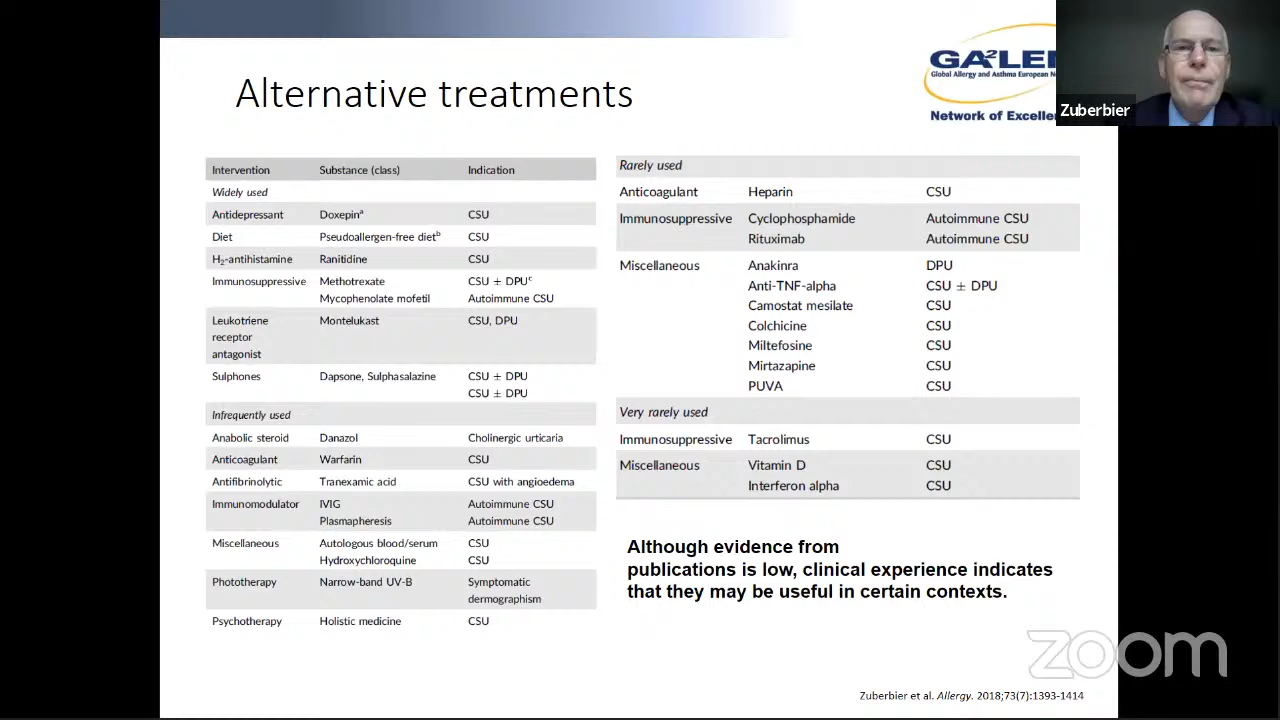 Alternative treatments
GA²LE
Global Allergy and Asthma European
Network of Excelle
Zuberbier
Intervention Substance (class) Indication
Widely used
Antidepressant Doxepinᵃ CSU
Diet Pseudoallergen-free dietᵇ CSU
H₂-antihistamine Ranitidine CSU
Immunosuppressive Methotrexate CSU ± DPUᶜ
Mycophenolate mofetil Autoimmune CSU
Leukotriene Montelukast CSU, DPU
receptor
antagonist
Sulphones Dapsone, Sulphasalazine CSU ± DPU
CSU ± DPU
Infrequently used
Anabolic steroid Danazol Cholinergic urticaria
Anticoagulant Warfarin CSU
Antifibrinolytic Tranexamic acid CSU with angioedema
Immunomodulator IVIG Autoimmune CSU
Plasmapheresis Autoimmune CSU
Miscellaneous Autologous blood/serum CSU
Hydroxychloroquine CSU
Phototherapy Narrow-band UV-B Symptomatic
dermographism
Psychotherapy Holistic medicine CSU
Rarely used
Anticoagulant Heparin CSU
Immunosuppressive Cyclophosphamide Autoimmune CSU
Rituximab Autoimmune CSU
Miscellaneous Anakinra DPU
Anti-TNF-alpha CSU ± DPU
Camostat mesilate CSU
Colchicine CSU
Miltefosine CSU
Mirtazapine CSU
PUVA CSU
Very rarely used
Immunosuppressive Tacrolimus CSU
Miscellaneous Vitamin D CSU
Interferon alpha CSU
Although evidence from
publications is low, clinical experience indicates
that they may be useful in certain contexts.
zoom
Zuberbier et al. Allergy. 2018;73(7):1393-1414